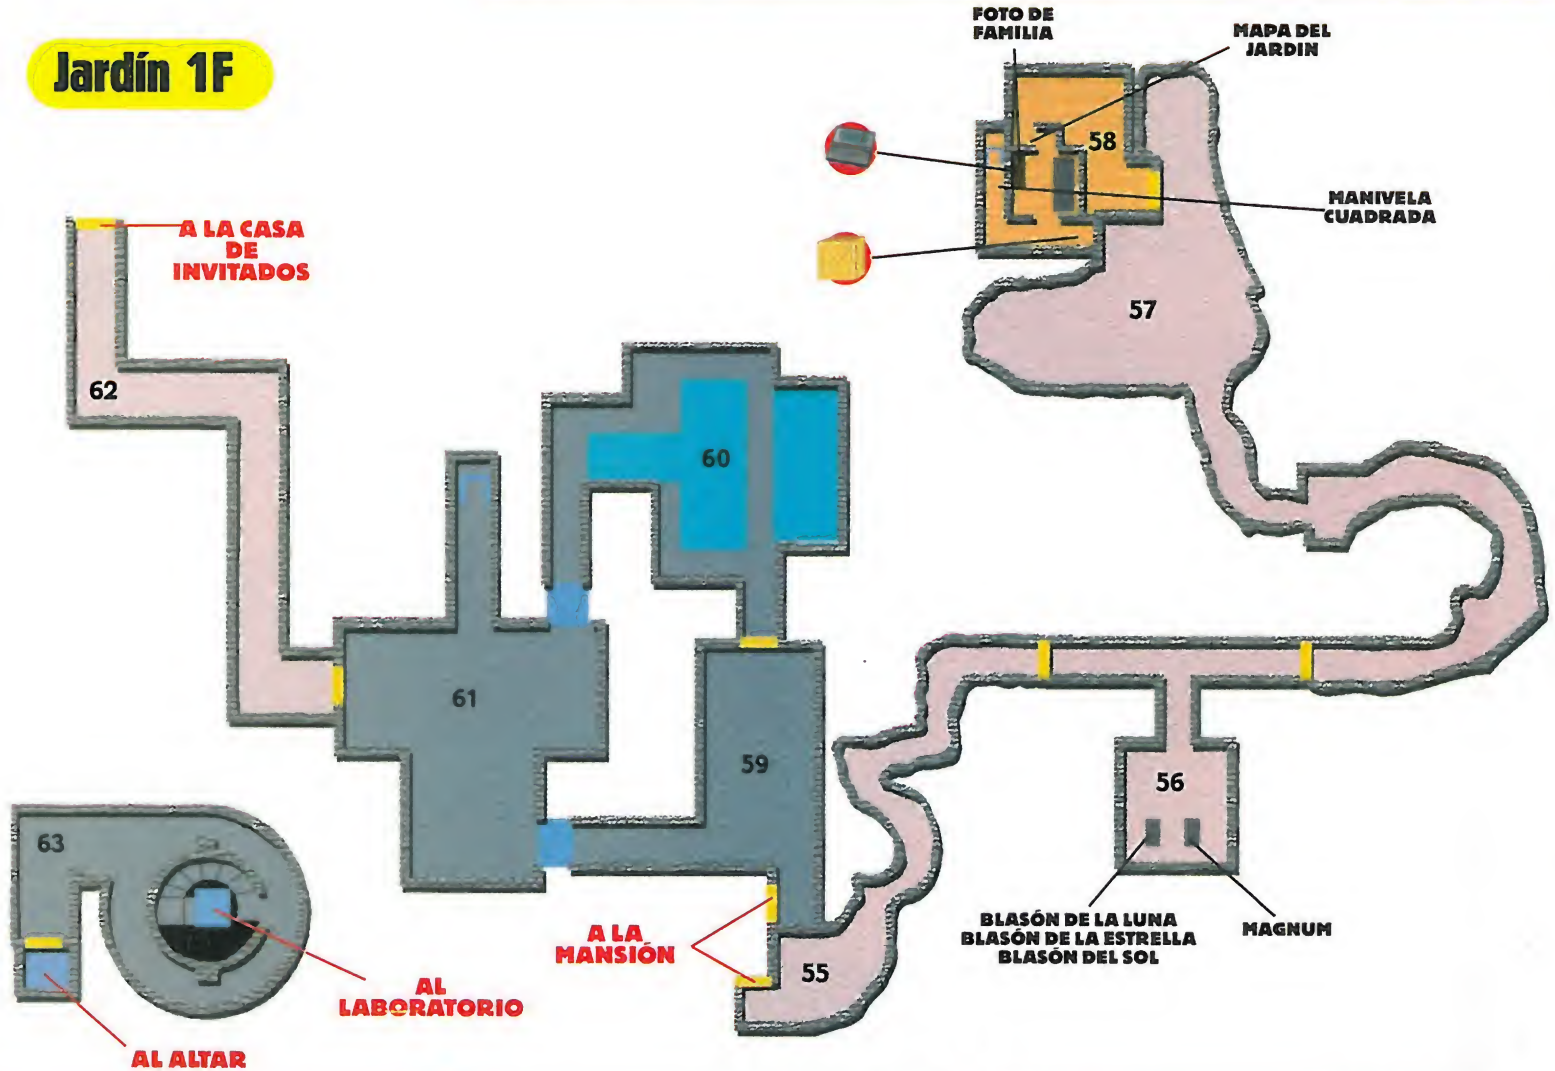 Jardín 1F
FOTO DE
FAMILIA
MAPA DEL
JARDIN
58
MANIVELA
CUADRADA
A LA CASA
DE
INVITADOS
57
62
60
61
59
56
63
BLASÓN DE LA LUNA
BLASÓN DE LA ESTRELLA
BLASÓN DEL SOL
MAGNUM
A LA
MANSIÓN
55
AL
LABORATORIO
AL ALTAR